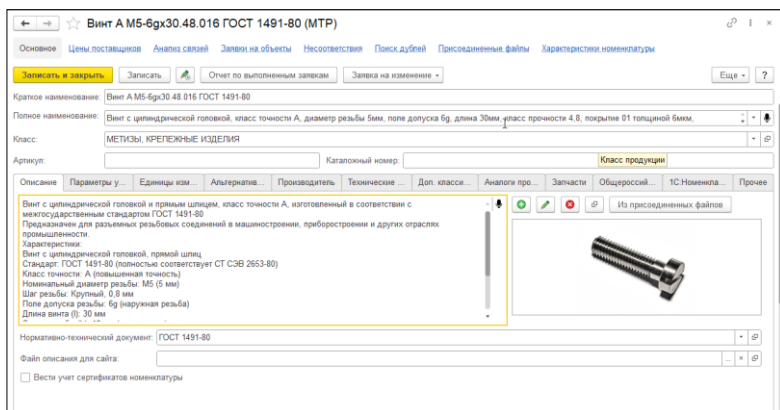 Винт А М5-6gх30.48.016 ГОСТ 1491-80 (МТР)
Основное Цены поставщиков Анализ связей Заявки на объекты Несоответствия Поиск дублей Присоединенные файлы Характеристики номенклатуры
Записать и закрыть Записать Отчет по выполненным заявкам Заявка на изменение Еще ?
Краткое наименование: Винт А М5-6gх30.48.016 ГОСТ 1491-80
Полное наименование: Винт с цилиндрической головкой, класс точности А, диаметр резьбы 5мм, поле допуска 6g, длина 30мм, класс прочности 4.8, покрытие 01 толщиной 6мкм,
Класс: МЕТИЗЫ, КРЕПЕЖНЫЕ ИЗДЕЛИЯ
Артикул: Каталожный номер: Класс продукции
Описание Параметры у... Единицы изм... Альтернатив... Производитель Технические ... Доп. класси... Аналоги про... Запчасти Общероссий... 1С:Номенкла... Прочее
Винт с цилиндрической головкой и прямым шлицем, класс точности А, изготовленный в соответствии с
межгосударственным стандартом ГОСТ 1491-80
Предназначен для разъемных резьбовых соединений в машиностроении, приборостроении и других отраслях
промышленности.
Характеристики:
Винт с цилиндрической головкой, прямой шлиц
Стандарт: ГОСТ 1491-80 (полностью соответствует СТ СЭВ 2653-80)
Класс точности: А (повышенная точность)
Номинальный диаметр резьбы: М5 (5 мм)
Шаг резьбы: Крупный, 0,8 мм
Поле допуска резьбы: 6g (наружная резьба)
Длина винта (l): 30 мм
Из присоединенных файлов
Нормативно-технический документ: ГОСТ 1491-80
Файл описания для сайта:
Вести учет сертификатов номенклатуры